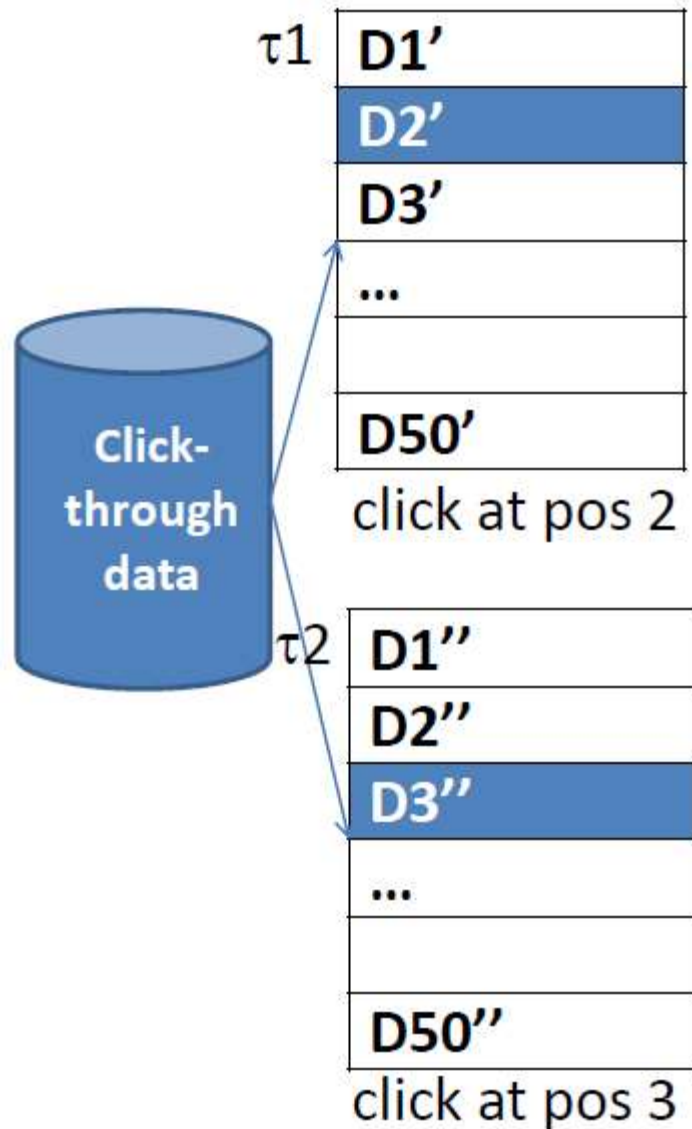 τ1
D1’
D2’
D3’
...
D50’
click at pos 2
Click-
through
data
τ2
D1’’
D2’’
D3’’
...
D50’’
click at pos 3